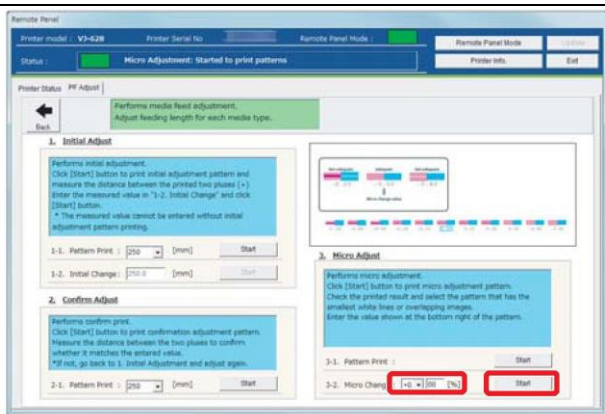 Remote Panel
Printer model : VJ-628 Printer Serial No Remote Panel Mode :
Remote Panel Mode Update
Status : Micro Adjustment: Started to print patterns
Printer Info. Exit
Printer Status PF Adjust
Back
Performs media feed adjustment.
Adjust feeding length for each media type.
1. Initial Adjust
Performs initial adjustment.
Click [Start] button to print initial adjustment pattern and
measure the distance between the printed two pluses (+)
Enter the measured value in "1-2. Initial Change" and click
[Start] button.
* The measured value cannot be entered without initial
adjustment pattern printing.
1-1. Pattern Print : 250 [mm] Start
1-2. Initial Change: 250.0 [mm] Start
2. Confirm Adjust
Performs confirm print.
Click [Start] button to print confirmation adjustment pattern.
Measure the distance between the two pluses to confirm
whether it matches the entered value.
*If not, go back to 1. Initial Adjustment and adjust again.
2-1. Pattern Print : 250 [mm] Start
Micro change value
3. Micro Adjust
Performs micro adjustment.
Click [Start] button to print micro adjustment pattern.
Check the printed result and select the pattern that has the
smallest white lines or overlapping images.
Enter the value shown at the bottom right of the pattern.
3-1. Pattern Print : Start
3-2. Micro Chang : +0 00 [%] Start